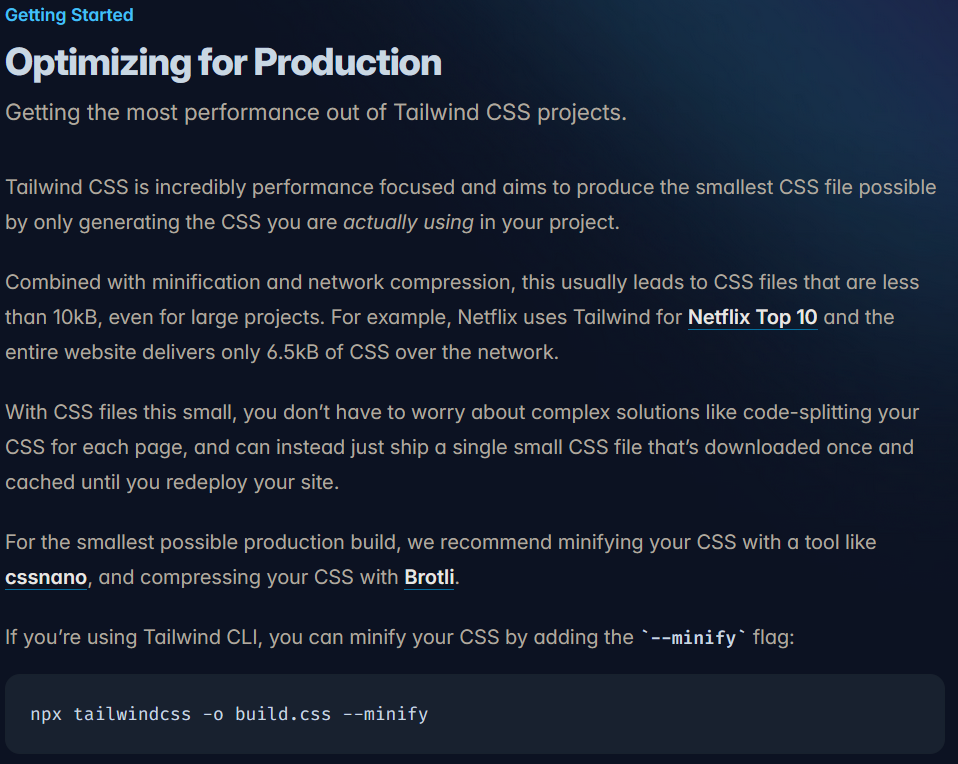 Getting Started
Optimizing for Production
Getting the most performance out of Tailwind CSS projects.
Tailwind CSS is incredibly performance focused and aims to produce the smallest CSS file possible
by only generating the CSS you are actually using in your project.
Combined with minification and network compression, this usually leads to CSS files that are less
than 10kB, even for large projects. For example, Netflix uses Tailwind for Netflix Top 10 and the
entire website delivers only 6.5kB of CSS over the network.
With CSS files this small, you don’t have to worry about complex solutions like code-splitting your
CSS for each page, and can instead just ship a single small CSS file that’s downloaded once and
cached until you redeploy your site.
For the smallest possible production build, we recommend minifying your CSS with a tool like
cssnano, and compressing your CSS with Brotli.
If you’re using Tailwind CLI, you can minify your CSS by adding the `--minify` flag:
npx tailwindcss -o build.css --minify